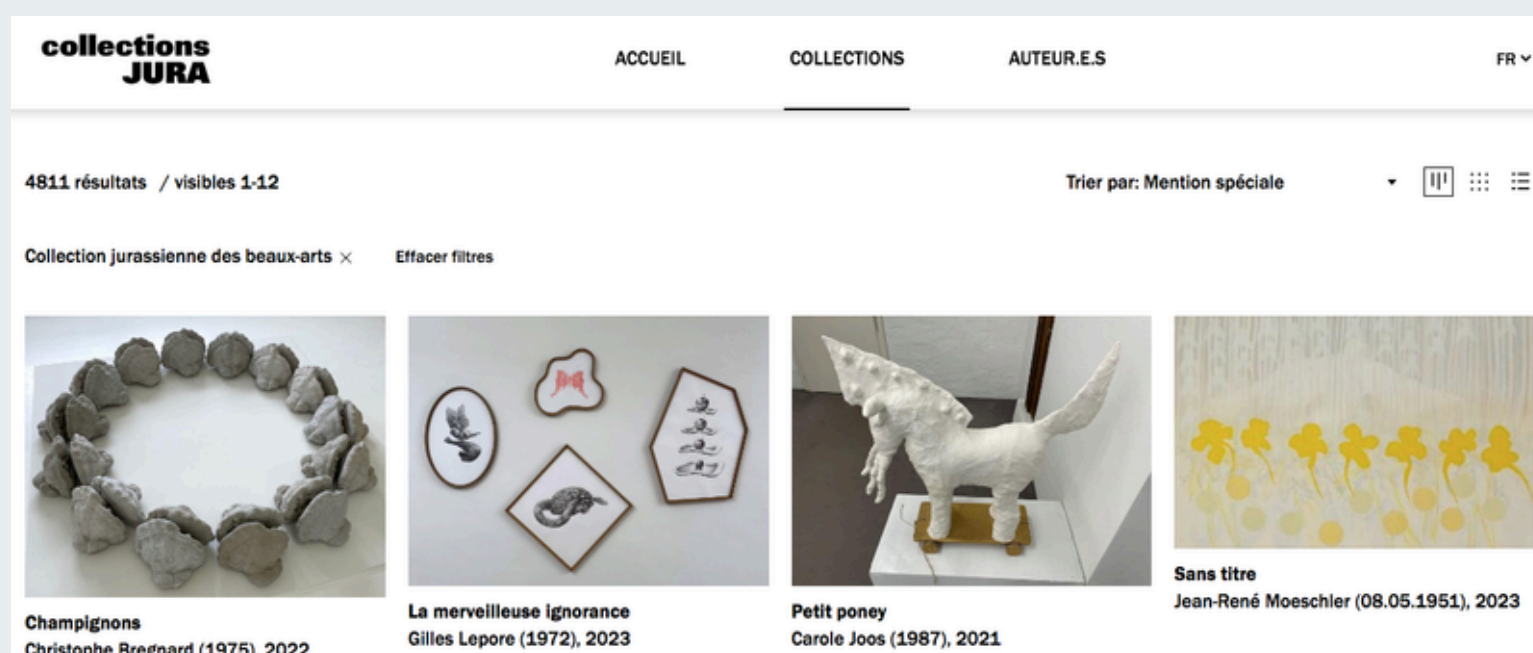 collections
JURA
ACCUEIL
COLLECTIONS
AUTEUR.E.S
FR
4811 résultats / visibles 1-12
Trier par: Mention spéciale
Collection jurassienne des beaux-arts ×
Effacer filtres
Champignons
Christophe Bregnard (1975), 2022
La merveilleuse ignorance
Gilles Lepore (1972), 2023
Petit poney
Carole Joos (1987), 2021
Sans titre
Jean-René Moeschler (08.05.1951), 2023